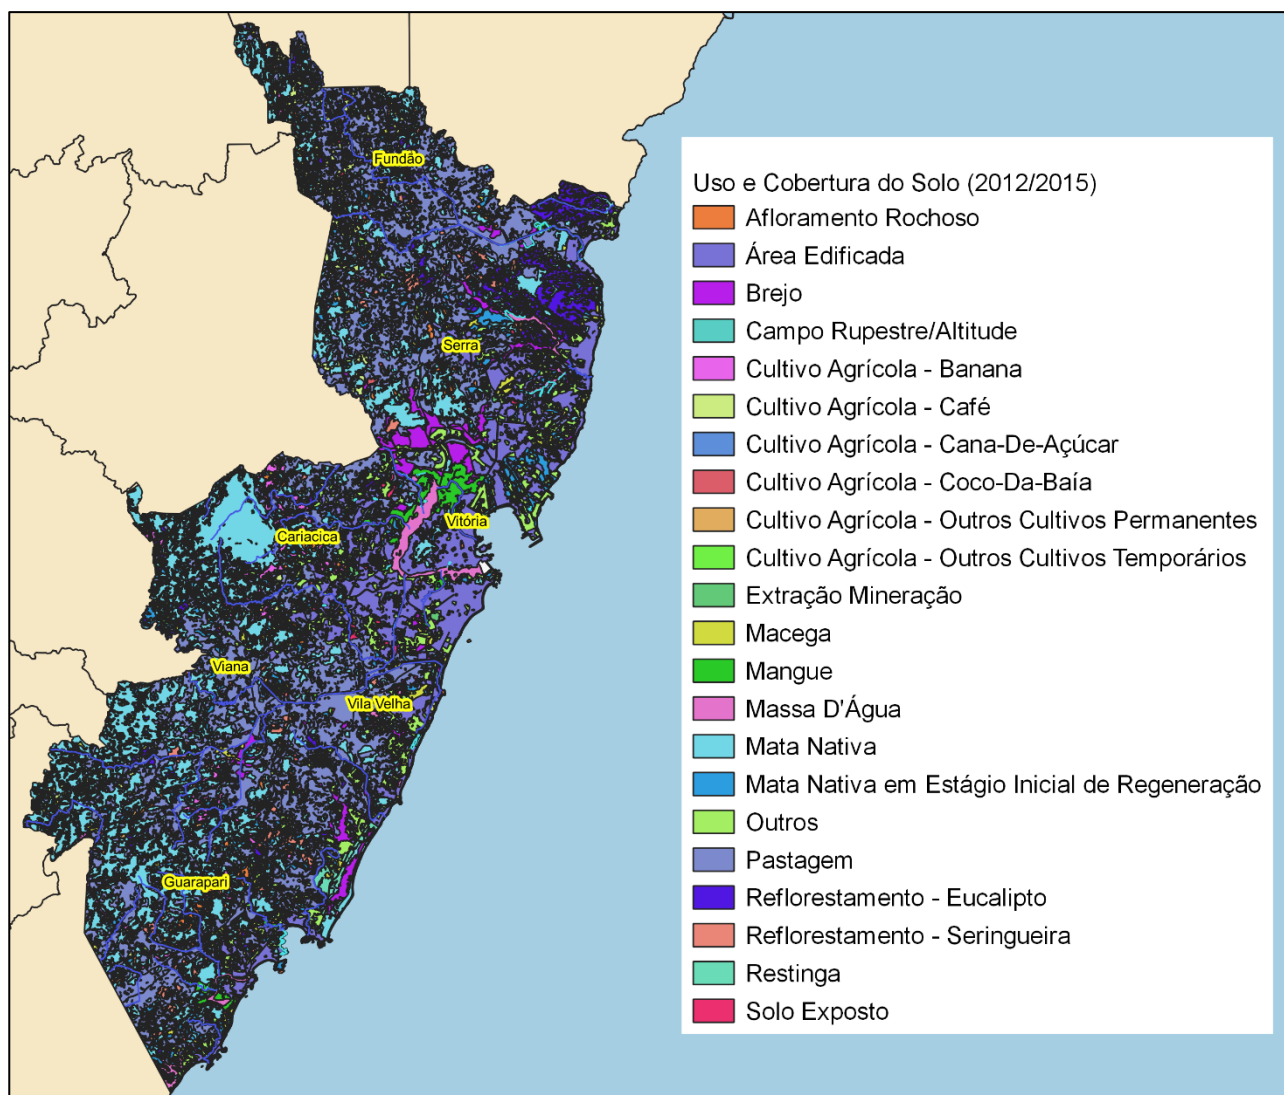 Fundão
Serra
Vitória
Cariacica
Viana
Vila Velha
Guarapari
Uso e Cobertura do Solo (2012/2015)
Afloramento Rochoso
Área Edificada
Brejo
Campo Rupestre/Altitude
Cultivo Agrícola - Banana
Cultivo Agrícola - Café
Cultivo Agrícola - Cana-De-Açúcar
Cultivo Agrícola - Coco-Da-Baía
Cultivo Agrícola - Outros Cultivos Permanentes
Cultivo Agrícola - Outros Cultivos Temporários
Extração Mineração
Macega
Mangue
Massa D'Água
Mata Nativa
Mata Nativa em Estágio Inicial de Regeneração
Outros
Pastagem
Reflorestamento - Eucalipto
Reflorestamento - Seringueira
Restinga
Solo Exposto